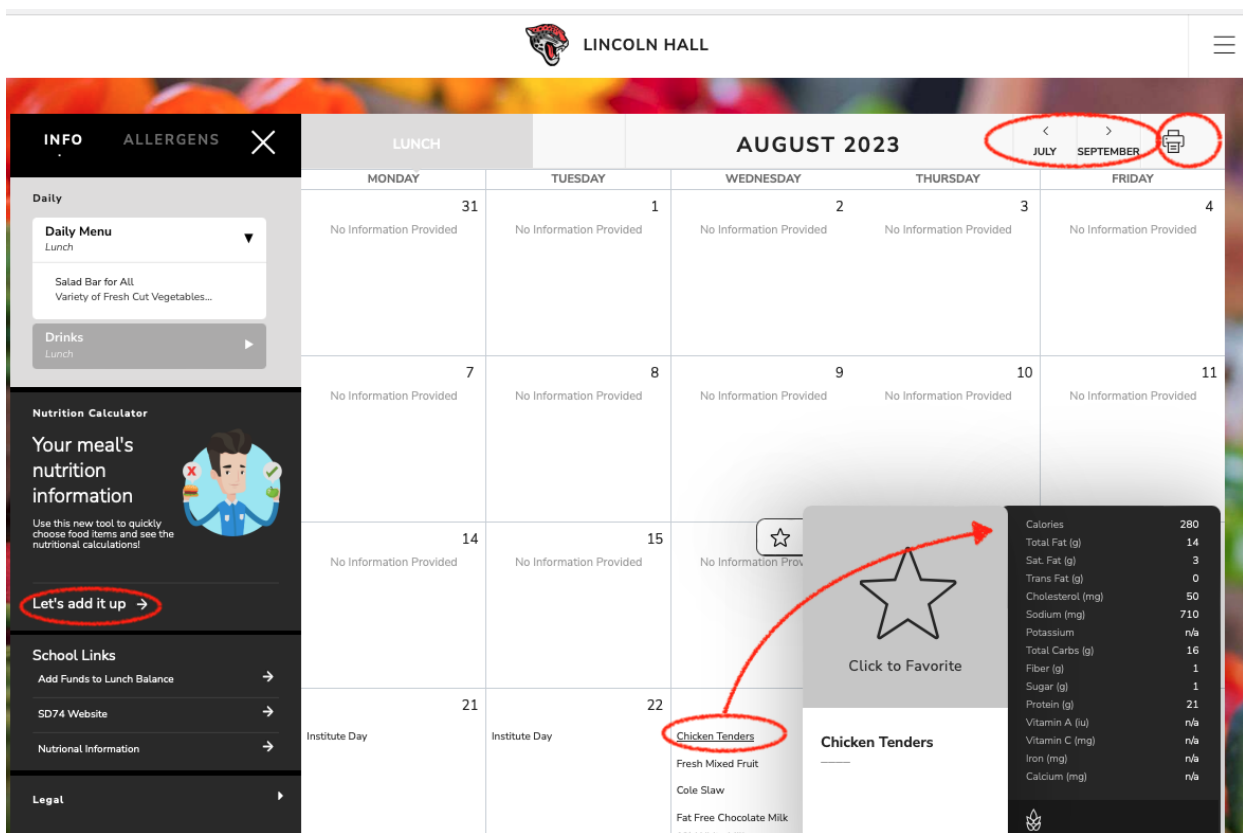 LINCOLN HALL
INFO ALLERGENS
LUNCH
AUGUST 2023
< >
JULY SEPTEMBER
MONDAY TUESDAY WEDNESDAY THURSDAY FRIDAY
Daily
Daily Menu
Lunch
Salad Bar for All
Variety of Fresh Cut Vegetables...
Drinks
Lunch
Nutrition Calculator
Your meal's
nutrition
information
Use this new tool to quickly
choose food items and see the
nutritional calculations!
Let's add it up →
School Links
Add Funds to Lunch Balance →
SD74 Website →
Nutrional Information →
Legal
31 1 2 3 4
No Information Provided No Information Provided No Information Provided No Information Provided No Information Provided
7 8 9 10 11
No Information Provided No Information Provided No Information Provided No Information Provided No Information Provided
14 15
No Information Provided No Information Provided No Information Prov
21 22
Institute Day Institute Day Chicken Tenders
Fresh Mixed Fruit
Cole Slaw
Fat Free Chocolate Milk
Click to Favorite
Chicken Tenders
Calories 280
Total Fat (g) 14
Sat. Fat (g) 3
Trans Fat (g) 0
Cholesterol (mg) 50
Sodium (mg) 710
Potassium n/a
Total Carbs (g) 16
Fiber (g) 1
Sugar (g) 1
Protein (g) 21
Vitamin A (iu) n/a
Vitamin C (mg) n/a
Iron (mg) n/a
Calcium (mg) n/a